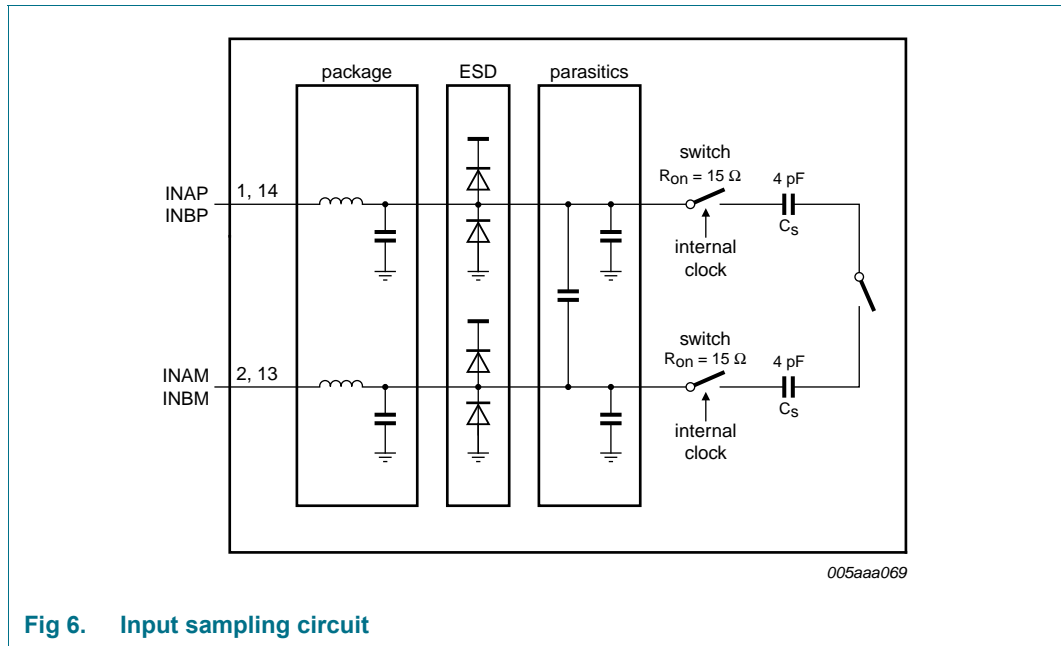 package ESD parasitics
switch
Ron = 15 Ω
4 pF
INAP
INBP
1, 14
internal
clock
Cs
switch
Ron = 15 Ω
4 pF
INAM
INBM
2, 13
internal
clock
Cs
005aaa069
Fig 6. Input sampling circuit